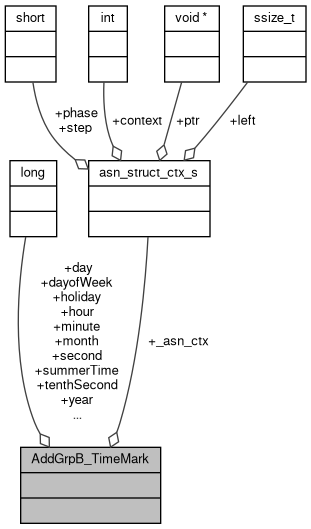 short
int
void *
ssize_t
+phase
+step
+context
+ptr
+left
long
asn_struct_ctx_s
+day
+dayofWeek
+holiday
+hour
+minute
+month
+second
+summerTime
+tenthSecond
+year
...
+_asn_ctx
AddGrpB_TimeMark